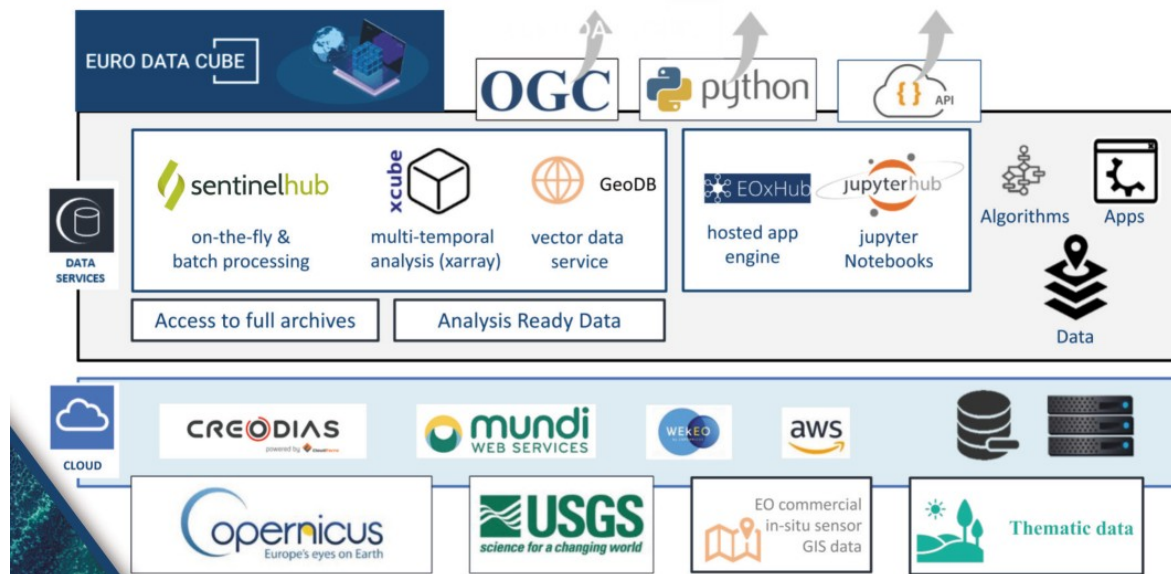 EURO DATA CUBE
OGC
python
{ } API
sentinelhub
on-the-fly &
batch processing
xcube
multi-temporal
analysis (xarray)
GeoDB
vector data
service
EOxHub
hosted app
engine
jupyterhub
jupyter
Notebooks
Algorithms
Apps
Data
DATA
SERVICES
Access to full archives
Analysis Ready Data
CLOUD
CREODIAS
powered by CloudFerro
mundi
WEB SERVICES
WEkEO
aws
opernicus
Europe's eyes on Earth
USGS
science for a changing world
EO commercial
in-situ sensor
GIS data
Thematic data